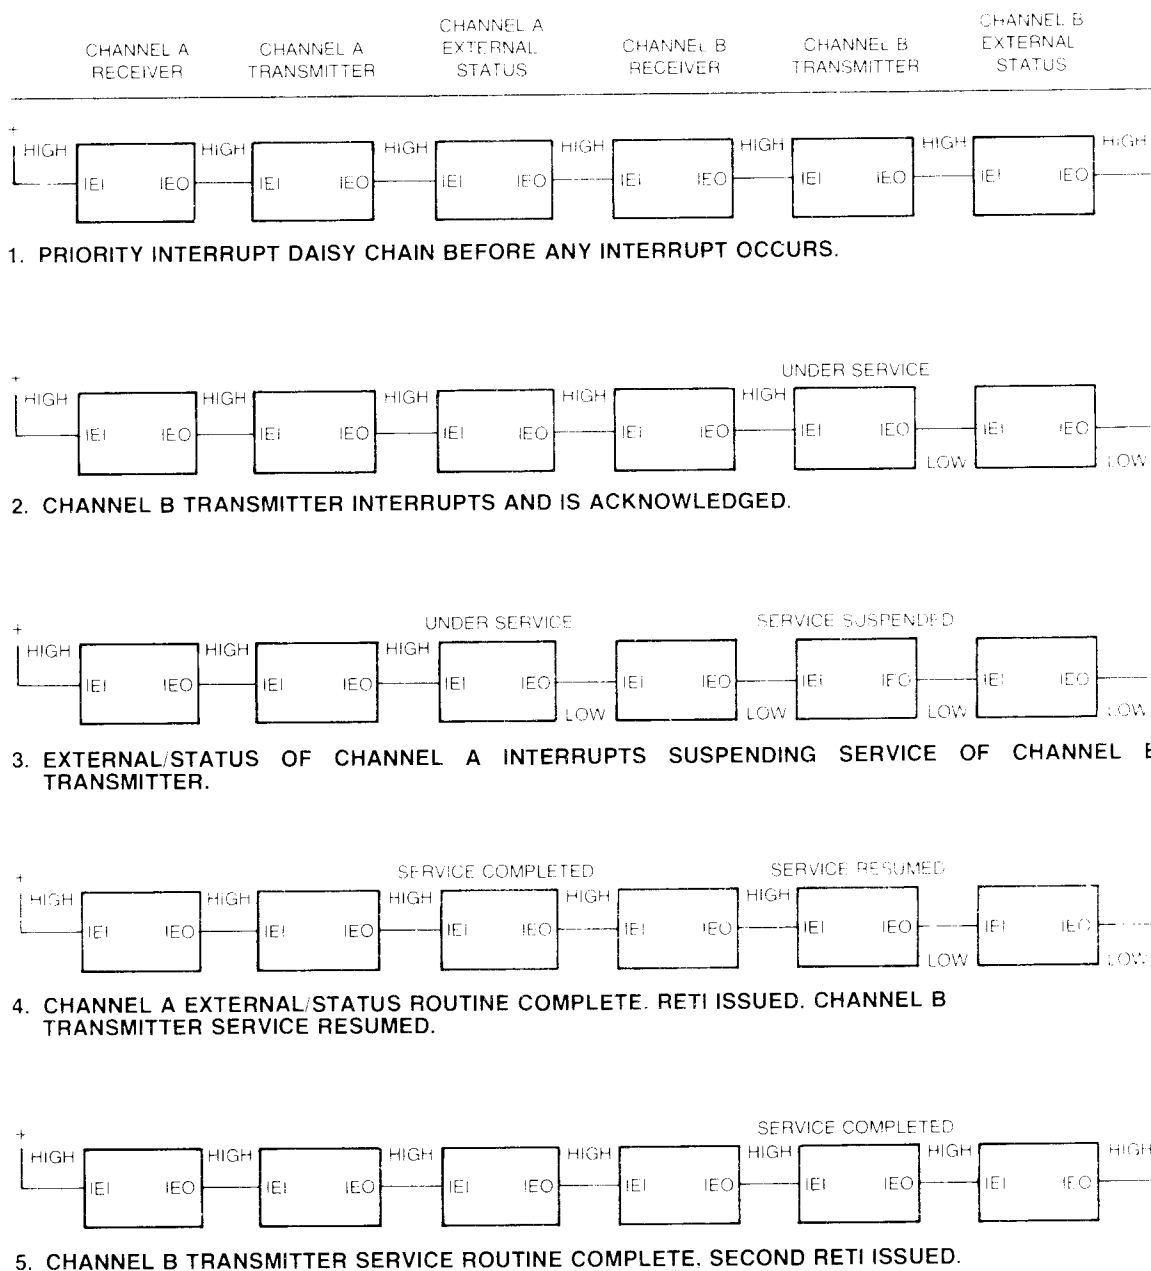 CHANNEL A RECEIVER
CHANNEL A TRANSMITTER
CHANNEL A EXTERNAL STATUS
CHANNEL B RECEIVER
CHANNEL B TRANSMITTER
CHANNEL B EXTERNAL STATUS
+
HIGH HIGH HIGH HIGH HIGH HIGH HIGH
IEI IEO IEI IEO IEI IEO IEI IEO IEI IEO IEI IEO
1. PRIORITY INTERRUPT DAISY CHAIN BEFORE ANY INTERRUPT OCCURS.
UNDER SERVICE
+
HIGH HIGH HIGH HIGH HIGH
IEI IEO IEI IEO IEI IEO IEI IEO IEI IEO IEI IEO
LOW LOW
2. CHANNEL B TRANSMITTER INTERRUPTS AND IS ACKNOWLEDGED.
UNDER SERVICE SERVICE SUSPENDED
+
HIGH HIGH HIGH
IEI IEO IEI IEO IEI IEO IEI IEO IEI IEO IEI IEO
LOW LOW LOW LOW
3. EXTERNAL/STATUS OF CHANNEL A INTERRUPTS SUSPENDING SERVICE OF CHANNEL B
TRANSMITTER.
SERVICE COMPLETED SERVICE RESUMED
+
HIGH HIGH HIGH HIGH HIGH
IEI IEO IEI IEO IEI IEO IEI IEO IEI IEO IEI IEO
LOW LOW
4. CHANNEL A EXTERNAL/STATUS ROUTINE COMPLETE. RETI ISSUED. CHANNEL B
TRANSMITTER SERVICE RESUMED.
SERVICE COMPLETED
+
HIGH HIGH HIGH HIGH HIGH HIGH HIGH
IEI IEO IEI IEO IEI IEO IEI IEO IEI IEO IEI IEO
5. CHANNEL B TRANSMITTER SERVICE ROUTINE COMPLETE. SECOND RETI ISSUED.